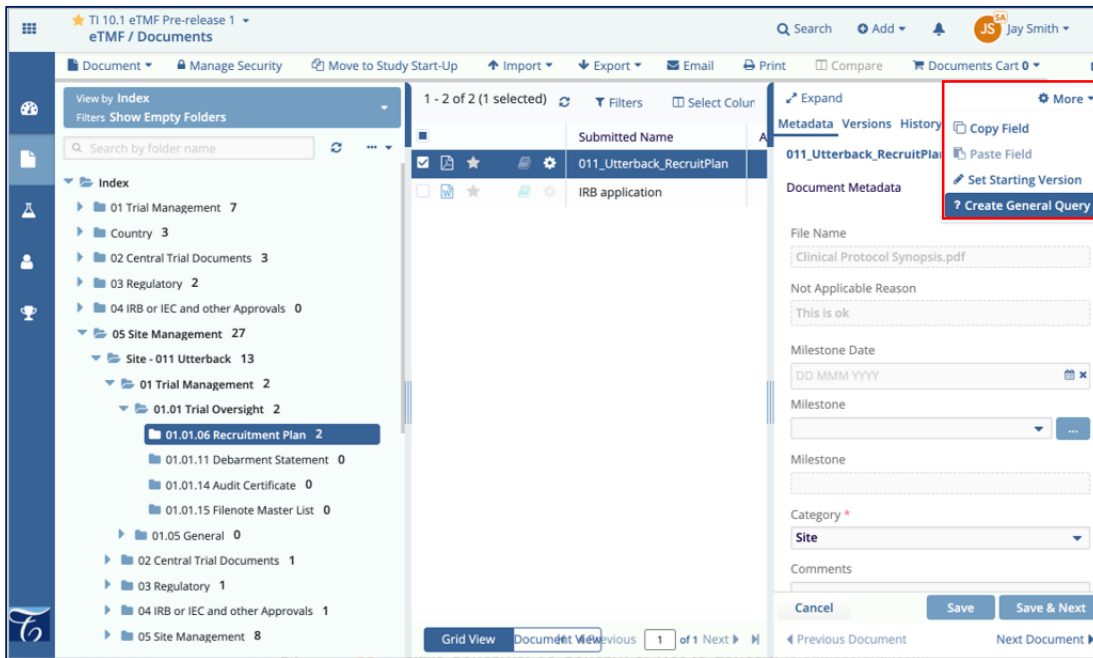 TI 10.1 eTMF Pre-release 1
eTMF / Documents
Search
Add
SA
JS
Jay Smith
Document
Manage Security
Move to Study Start-Up
Import
Export
Email
Print
Compare
Documents Cart 0
View by Index
Filters Show Empty Folders
Search by folder name
Index
01 Trial Management 7
Country 3
02 Central Trial Documents 3
03 Regulatory 2
04 IRB or IEC and other Approvals 0
05 Site Management 27
Site - 011 Utterback 13
01 Trial Management 2
01.01 Trial Oversight 2
01.01.06 Recruitment Plan 2
01.01.11 Debarment Statement 0
01.01.14 Audit Certificate 0
01.01.15 Filenote Master List 0
01.05 General 0
02 Central Trial Documents 1
03 Regulatory 1
04 IRB or IEC and other Approvals 1
05 Site Management 8
1 - 2 of 2 (1 selected)
Filters
Select Colur
Submitted Name
A
011_Utterback_RecruitPlan
IRB application
Grid View
Document View
Previous
1
of 1
Next
Expand
More
Metadata
Versions
History
Copy Field
Paste Field
Set Starting Version
? Create General Query
011_Utterback_RecruitPlan
Document Metadata
File Name
Clinical Protocol Synopsis.pdf
Not Applicable Reason
This is ok
Milestone Date
DD MMM YYYY
Milestone
...
Milestone
Category *
Site
Comments
Cancel
Save
Save & Next
Previous Document
Next Document